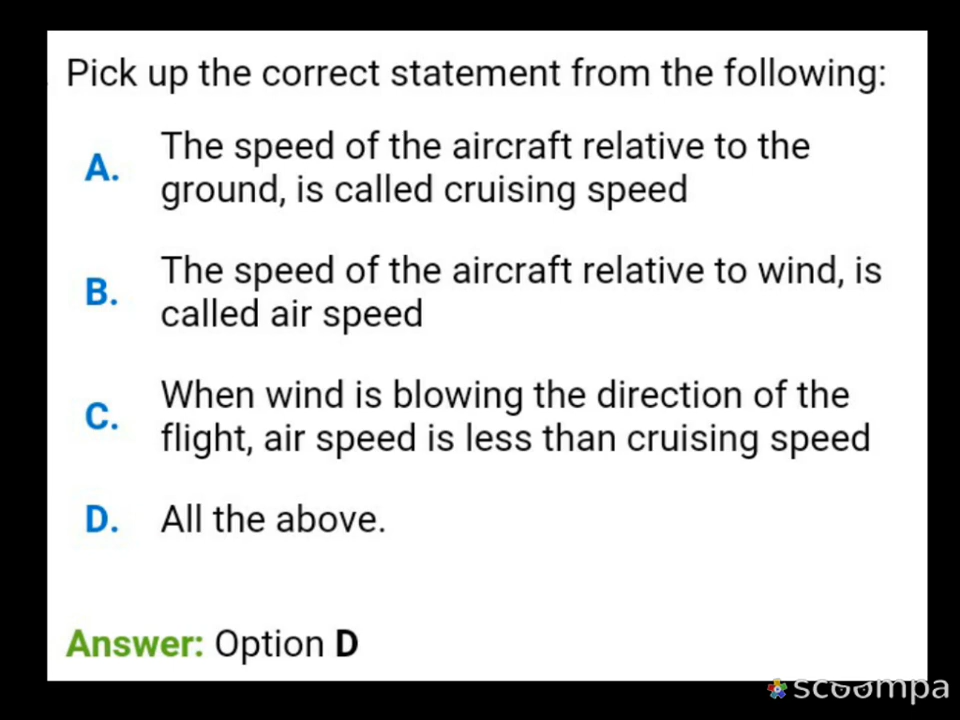 Pick up the correct statement from the following:
A. The speed of the aircraft relative to the
ground, is called cruising speed
B. The speed of the aircraft relative to wind, is
called air speed
C. When wind is blowing the direction of the
flight, air speed is less than cruising speed
D. All the above.
Answer: Option D
scoompa